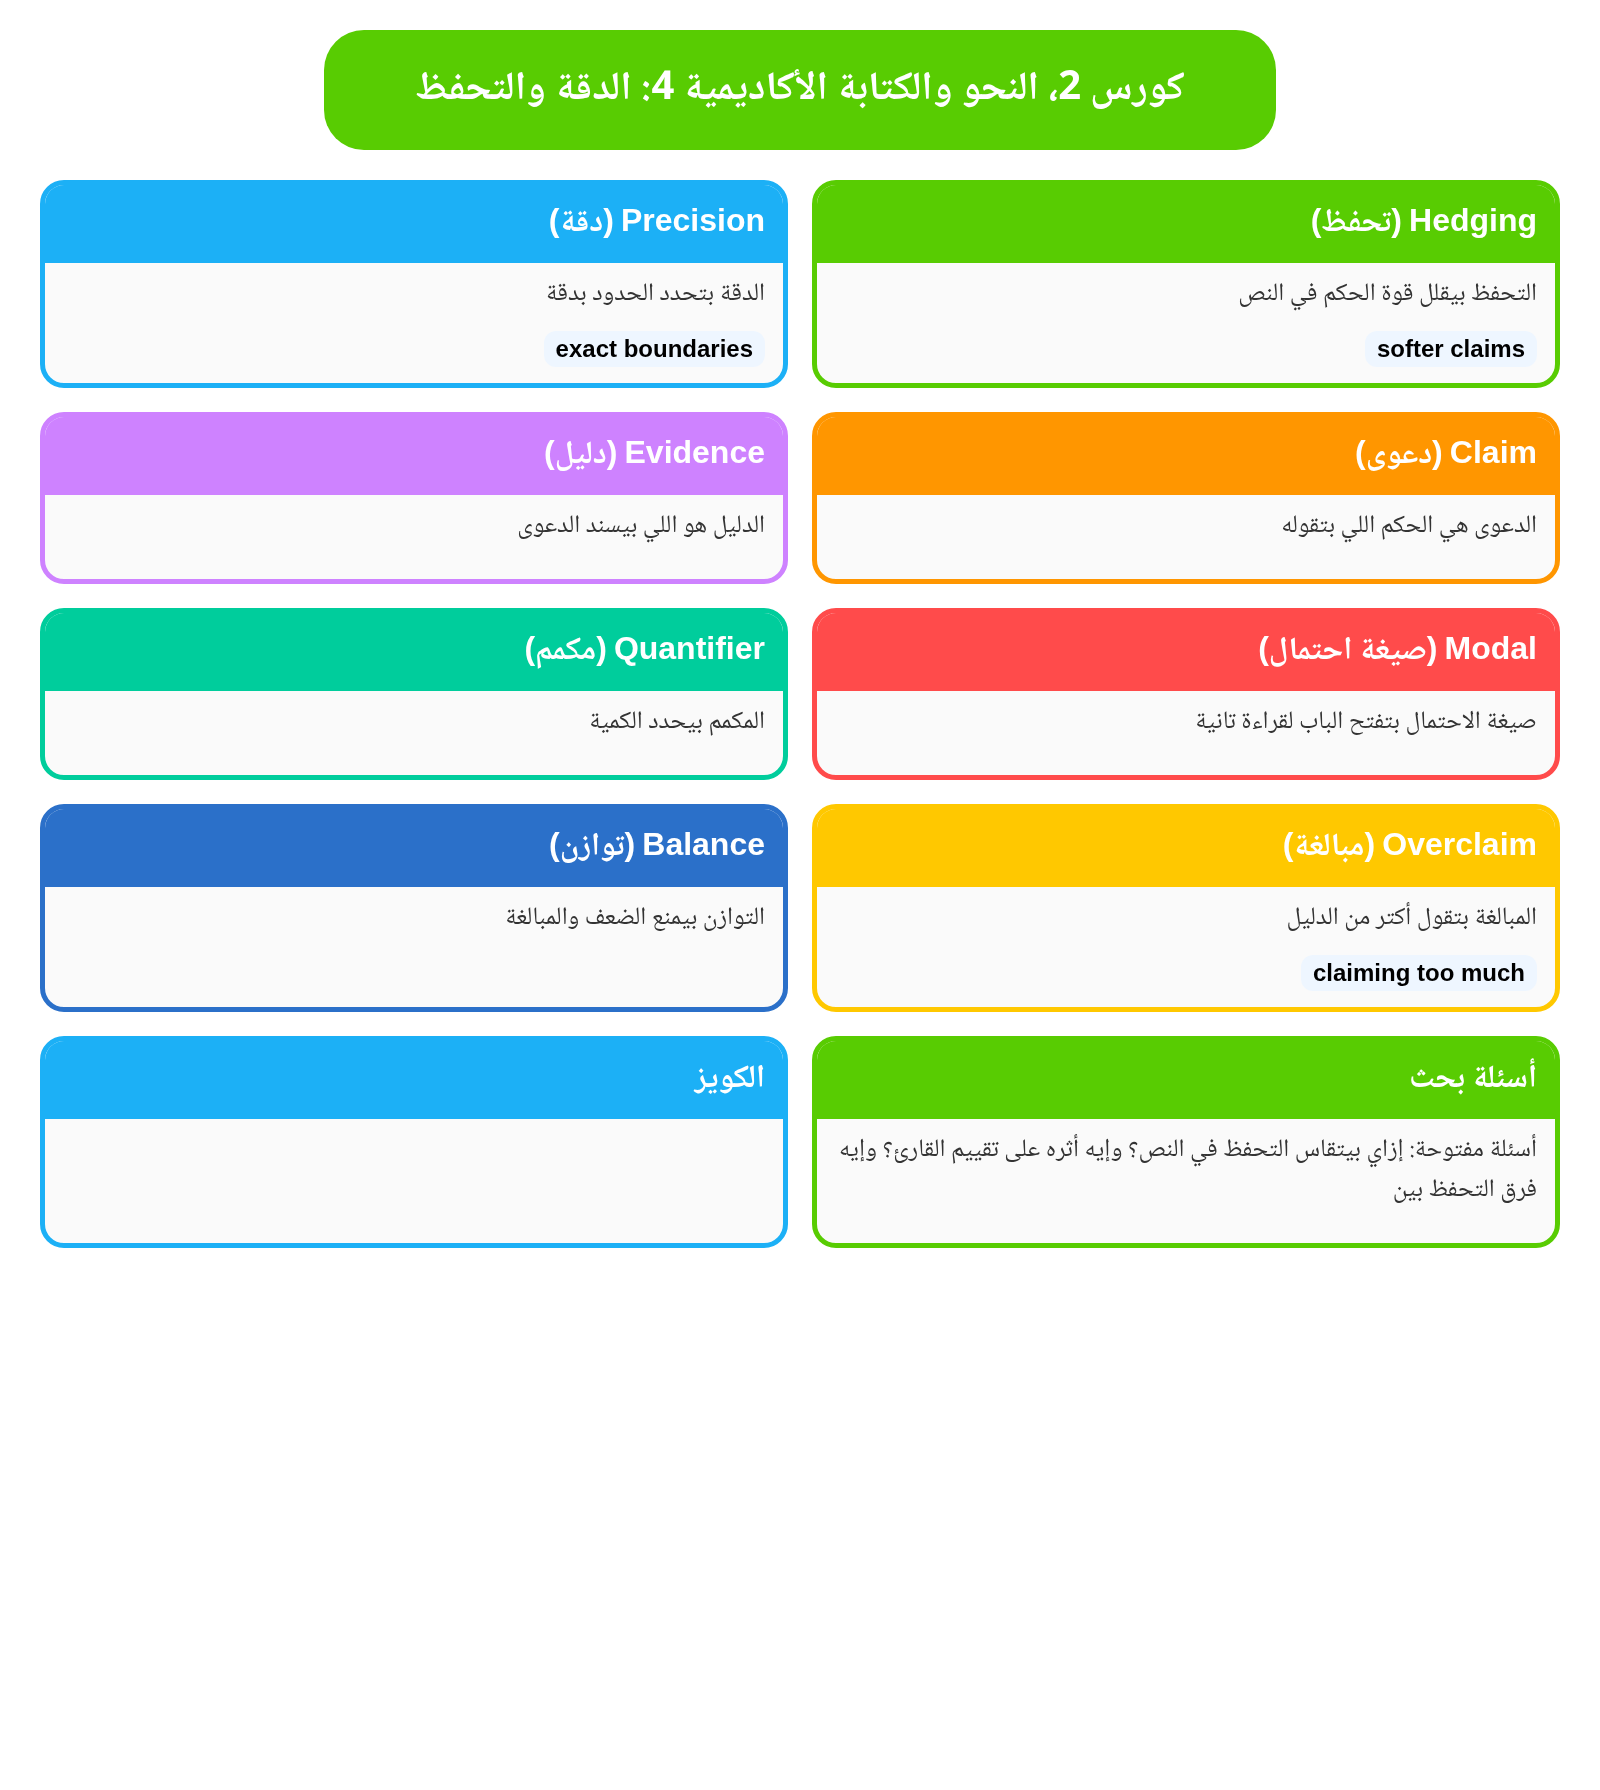 كورس 2، النحو والكتابة الأكاديمية 4: الدقة والتحفظ
Hedging (تحفظ)
التحفظ بيقلل قوة الحكم في النص
softer claims
Precision (دقة)
الدقة بتحدد الحدود بدقة
exact boundaries
Claim (دعوى)
الدعوى هي الحكم اللي بتقوله
Evidence (دليل)
الدليل هو اللي بيسند الدعوى
Modal (صيغة احتمال)
صيغة الاحتمال بتفتح الباب لقراءة تانية
Quantifier (مكمم)
المكمم بيحدد الكمية
Overclaim (مبالغة)
المبالغة بتقول أكتر من الدليل
claiming too much
Balance (توازن)
التوازن بيمنع الضعف والمبالغة
أسئلة بحث
أسئلة مفتوحة: إزاي بيتقاس التحفظ في النص؟ وإيه أثره على تقييم القارئ؟ وإيه
فرق التحفظ بين
الكويز